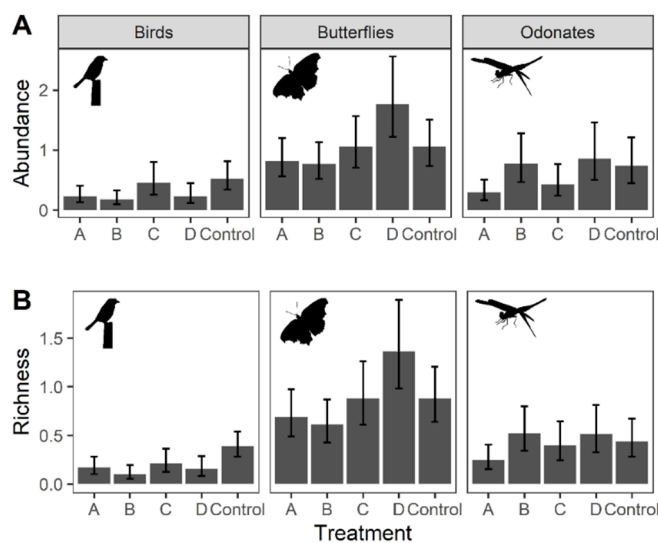 A
Birds Butterflies Odonates
Abundance
2
1
0
A B C D Control A B C D Control A B C D Control
B
Richness
1.5
1.0
0.5
0.0
A B C D Control A B C D Control A B C D Control
Treatment